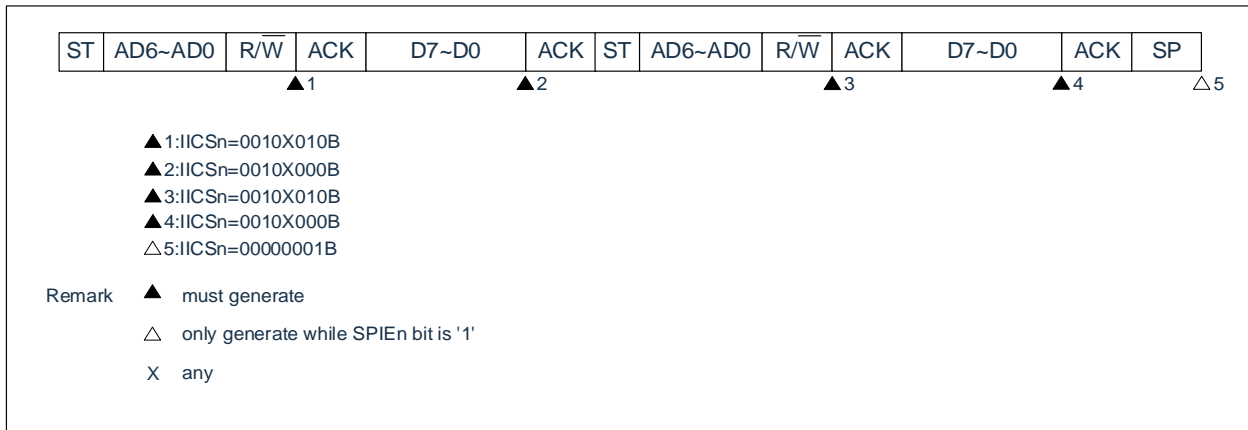 ST AD6~AD0 R/W̅ ACK D7~D0 ACK ST AD6~AD0 R/W̅ ACK D7~D0 ACK SP
▲1 ▲2 ▲3 ▲4 △5
▲1:IICSn=0010X010B
▲2:IICSn=0010X000B
▲3:IICSn=0010X010B
▲4:IICSn=0010X000B
△5:IICSn=00000001B
Remark ▲ must generate
△ only generate while SPIEn bit is '1'
X any